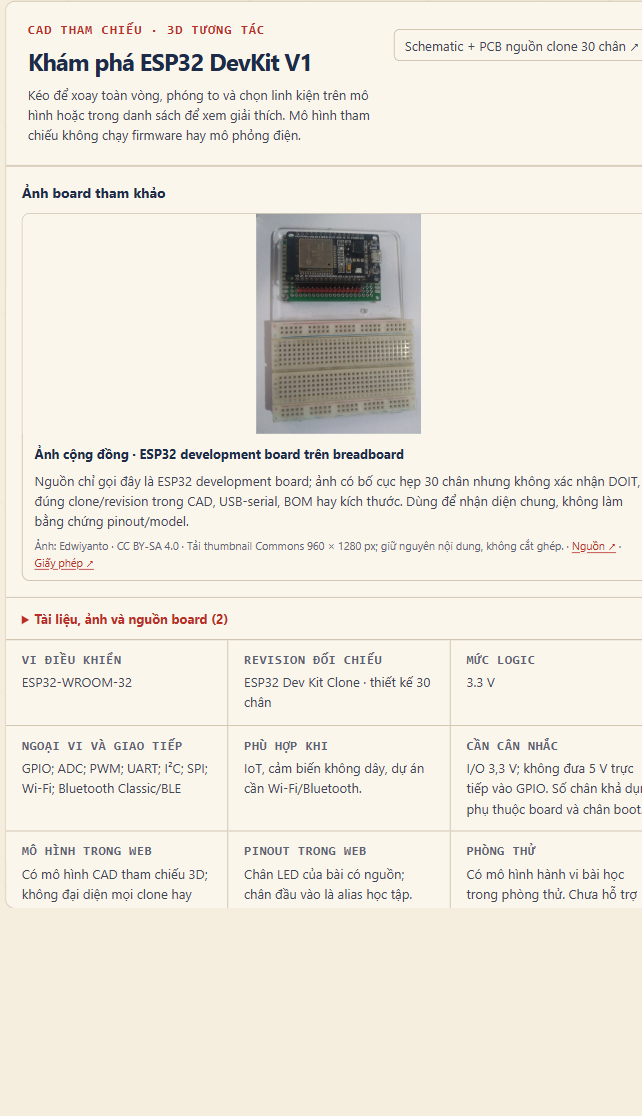 CAD THAM CHIẾU · 3D TƯƠNG TÁC
Khám phá ESP32 DevKit V1
Schematic + PCB nguồn clone 30 chân ↗
Kéo để xoay toàn vòng, phóng to và chọn linh kiện trên mô
hình hoặc trong danh sách để xem giải thích. Mô hình tham
chiếu không chạy firmware hay mô phỏng điện.
Ảnh board tham khảo
Ảnh cộng đồng · ESP32 development board trên breadboard
Nguồn chỉ gọi đây là ESP32 development board; ảnh có bố cục hẹp 30 chân nhưng không xác nhận DOIT,
đúng clone/revision trong CAD, USB-serial, BOM hay kích thước. Dùng để nhận diện chung, không làm
bằng chứng pinout/model.
Ảnh: Edwiyanto · CC BY-SA 4.0 · Tải thumbnail Commons 960 × 1280 px; giữ nguyên nội dung, không cắt ghép. · Nguồn ↗ ·
Giấy phép ↗
▶ Tài liệu, ảnh và nguồn board (2)
VI ĐIỀU KHIỂN
ESP32-WROOM-32
REVISION ĐỐI CHIẾU
ESP32 Dev Kit Clone · thiết kế 30
chân
MỨC LOGIC
3.3 V
NGOẠI VI VÀ GIAO TIẾP
GPIO; ADC; PWM; UART; I²C; SPI;
Wi-Fi; Bluetooth Classic/BLE
PHÙ HỢP KHI
IoT, cảm biến không dây, dự án
cần Wi-Fi/Bluetooth.
CẦN CÂN NHẮC
I/O 3,3 V; không đưa 5 V trực
tiếp vào GPIO. Số chân khả
phụ thuộc board và chân boot
MÔ HÌNH TRONG WEB
Có mô hình CAD tham chiếu 3D;
không đại diện mọi clone hay
PINOUT TRONG WEB
Chân LED của bài có nguồn;
chân đầu vào là alias học tập.
PHÒNG THỬ
Có mô hình hành vi bài học
trong phòng thử. Chưa hỗ trợ